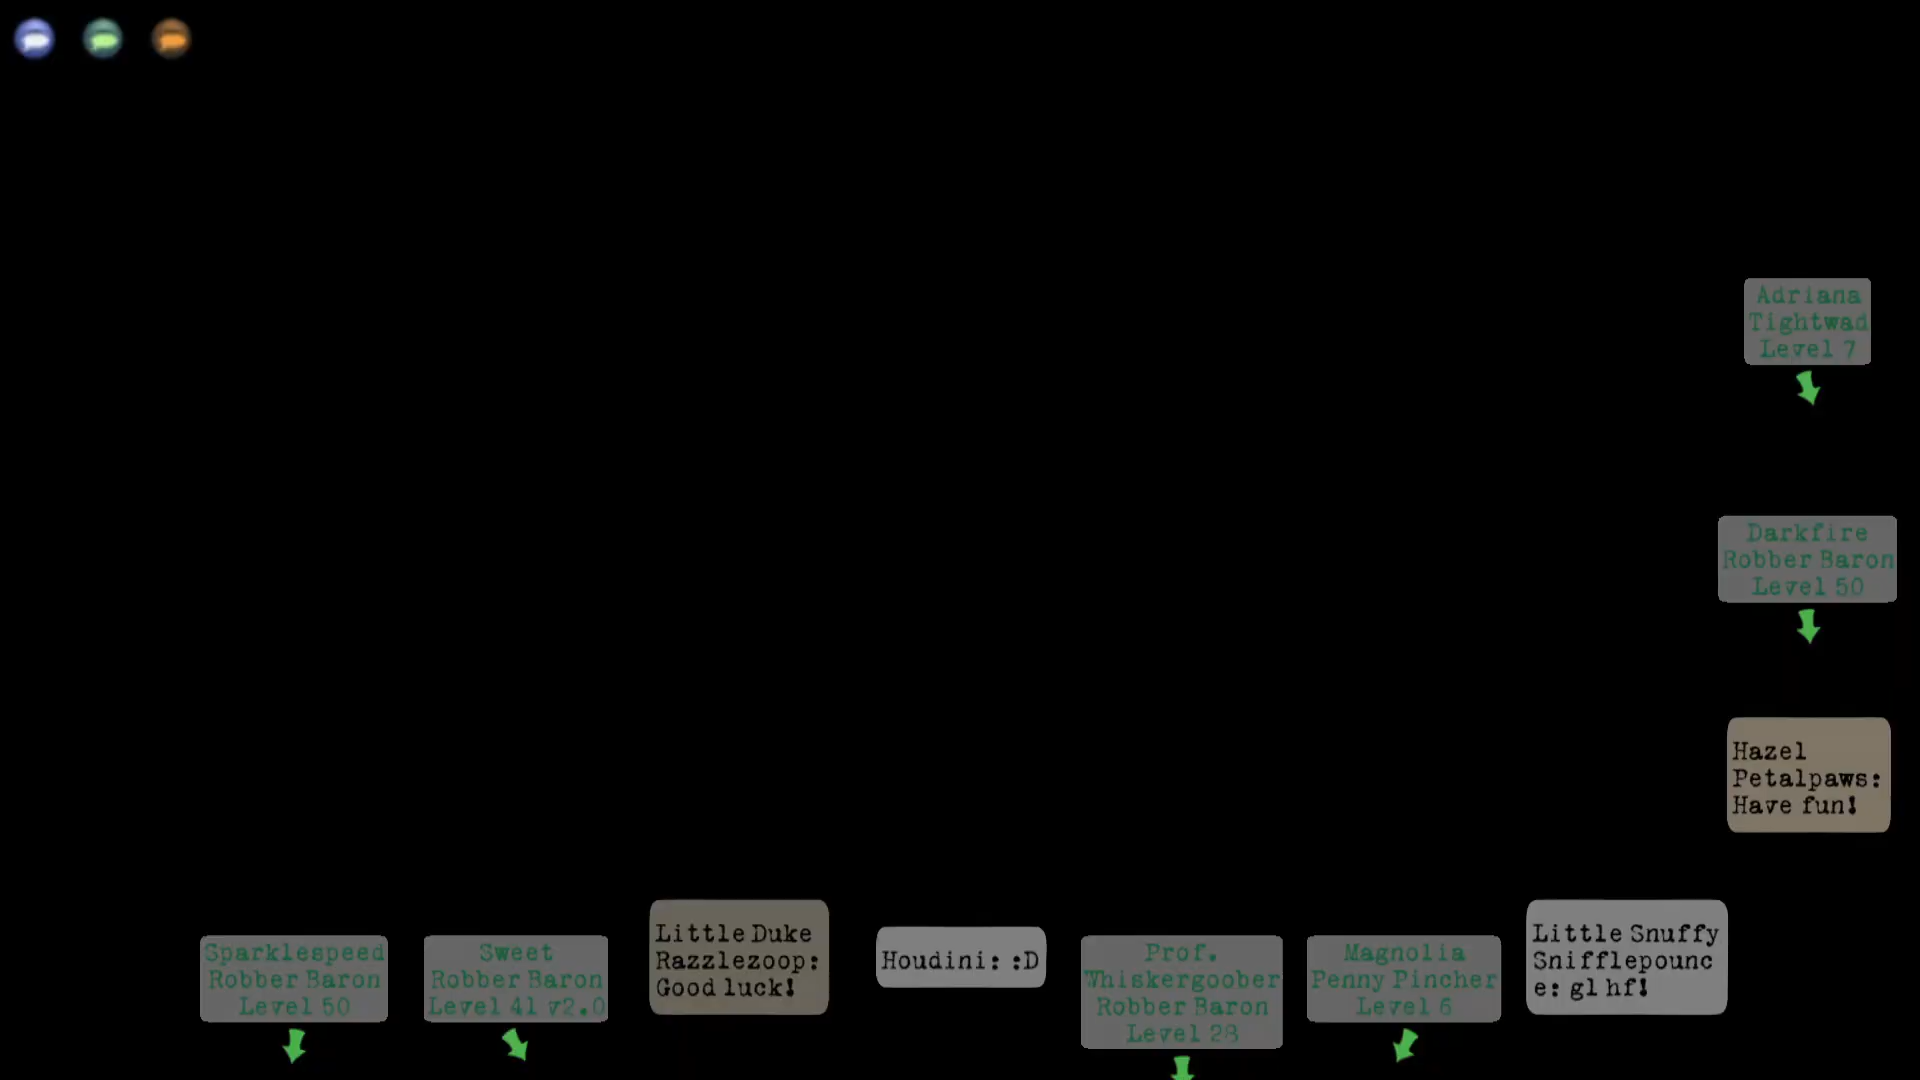 Adriana
Tightwad
Level 7
Darkfire
Robber Baron
Level 50
Hazel
Petalpaws:
Have fun!
Sparklespeed
Robber Baron
Level 50
Sweet
Robber Baron
Level 41 v2.0
Little Duke
Razzlezoop:
Good luck!
Houdini: :D
Prof.
Whiskergoober
Robber Baron
Level 28
Magnolia
Penny Pincher
Level 6
Little Snuffy
Snifflepounc
e: gl hf!